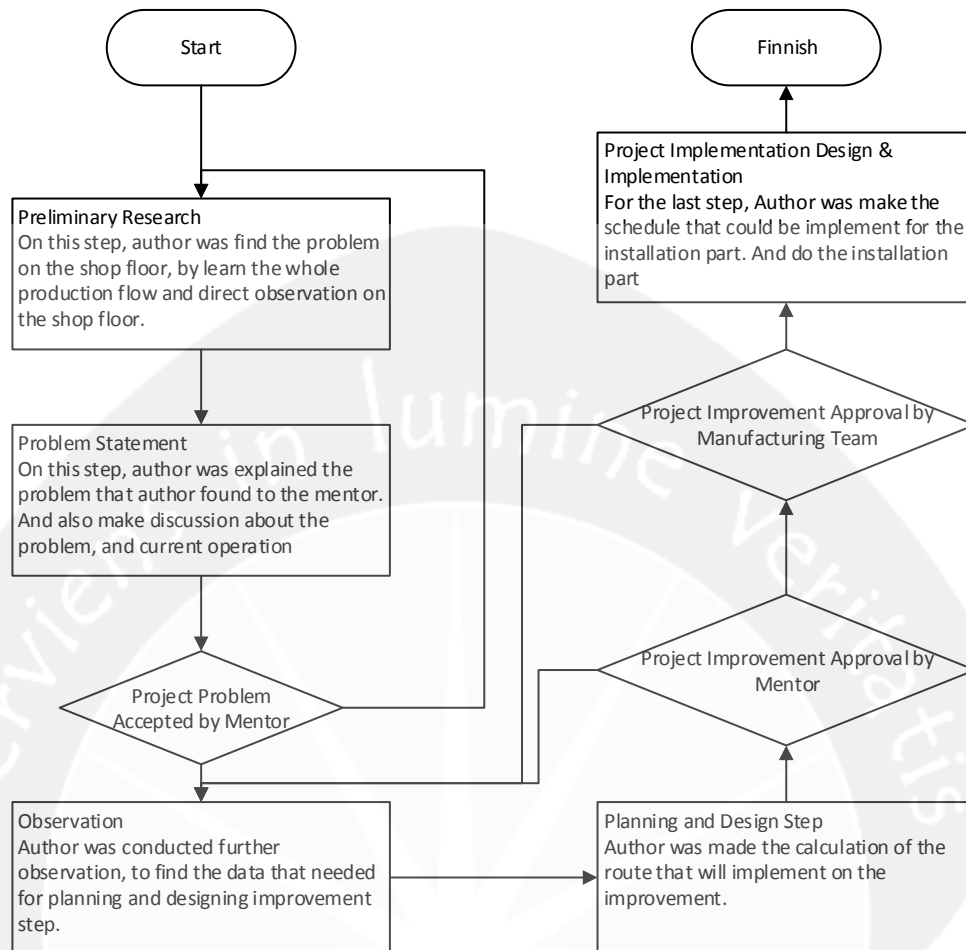 Start
Preliminary Research
On this step, author was find the problem
on the shop floor, by learn the whole
production flow and direct observation on
the shop floor.
Problem Statement
On this step, author was explained the
problem that author found to the mentor.
And also make discussion about the
problem, and current operation
Project Problem
Accepted by Mentor
Observation
Author was conducted further
observation, to find the data that needed
for planning and designing improvement
step.
Planning and Design Step
Author was made the calculation of the
route that will implement on the
improvement.
Project Improvement Approval by
Mentor
Project Improvement Approval by
Manufacturing Team
Project Implementation Design &
Implementation
For the last step, Author was make the
schedule that could be implement for the
installation part. And do the installation
part
Finnish
serviens in lumine veritatis